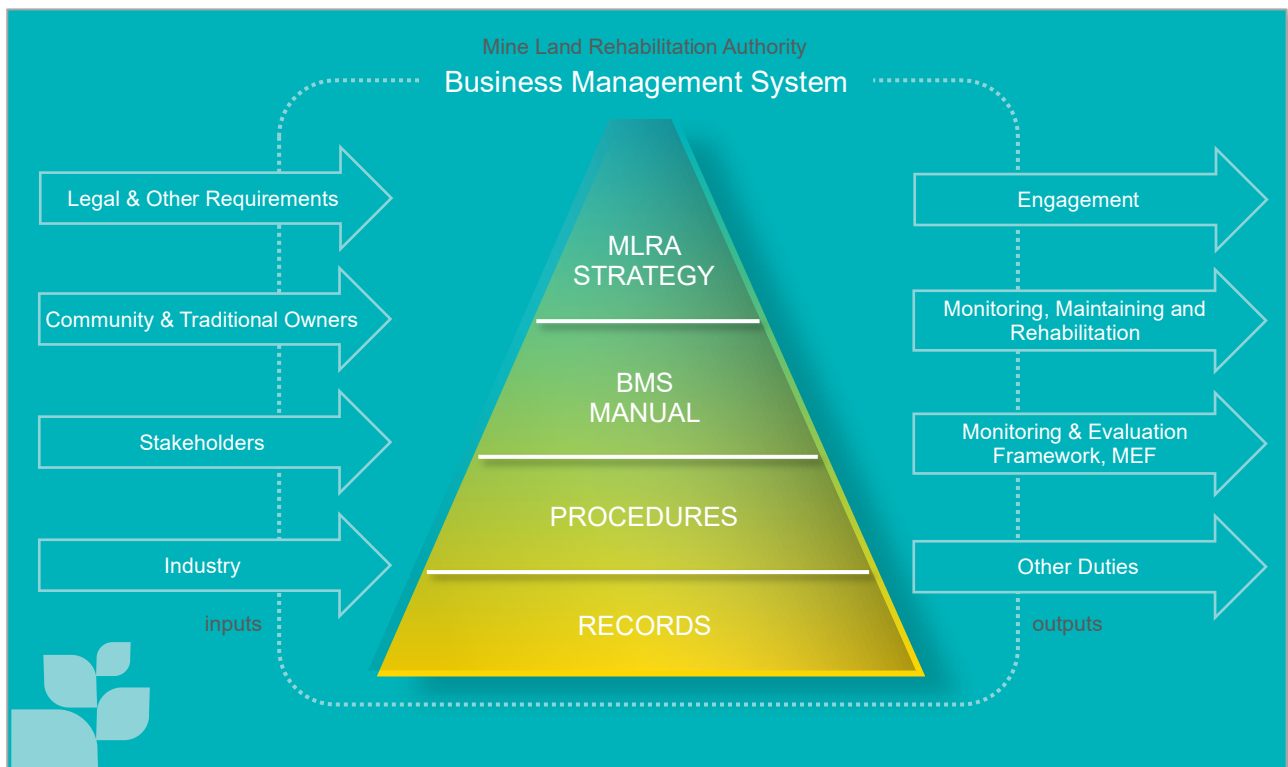 Mine Land Rehabilitation Authority
Business Management System
Legal & Other Requirements
Community & Traditional Owners
Stakeholders
Industry
inputs
MLRA
STRATEGY
BMS
MANUAL
PROCEDURES
RECORDS
Engagement
Monitoring, Maintaining and
Rehabilitation
Monitoring & Evaluation
Framework, MEF
Other Duties
outputs